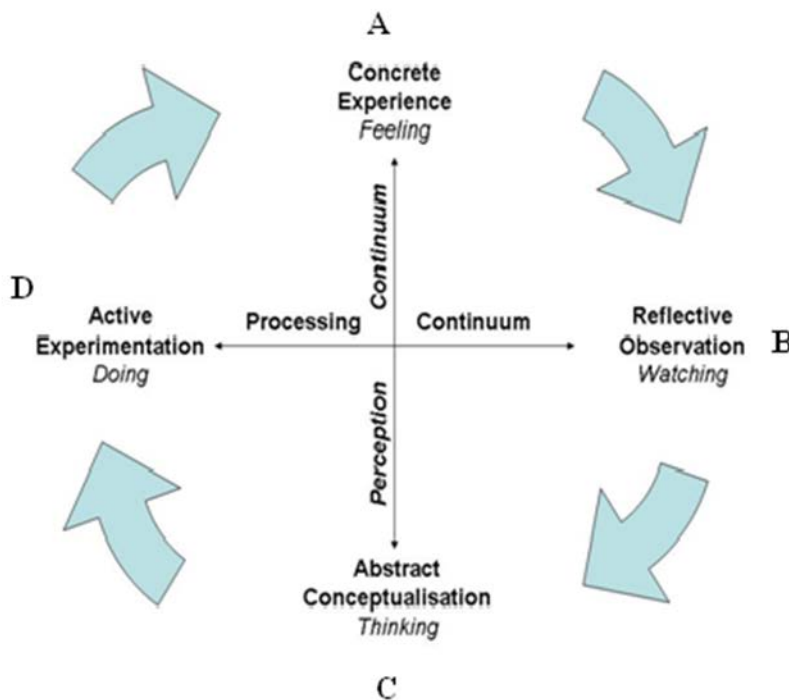 A
Concrete
Experience
Feeling
Continuum
D
Active
Experimentation
Doing
Processing
Continuum
Reflective
Observation
Watching
B
Perception
Abstract
Conceptualisation
Thinking
C